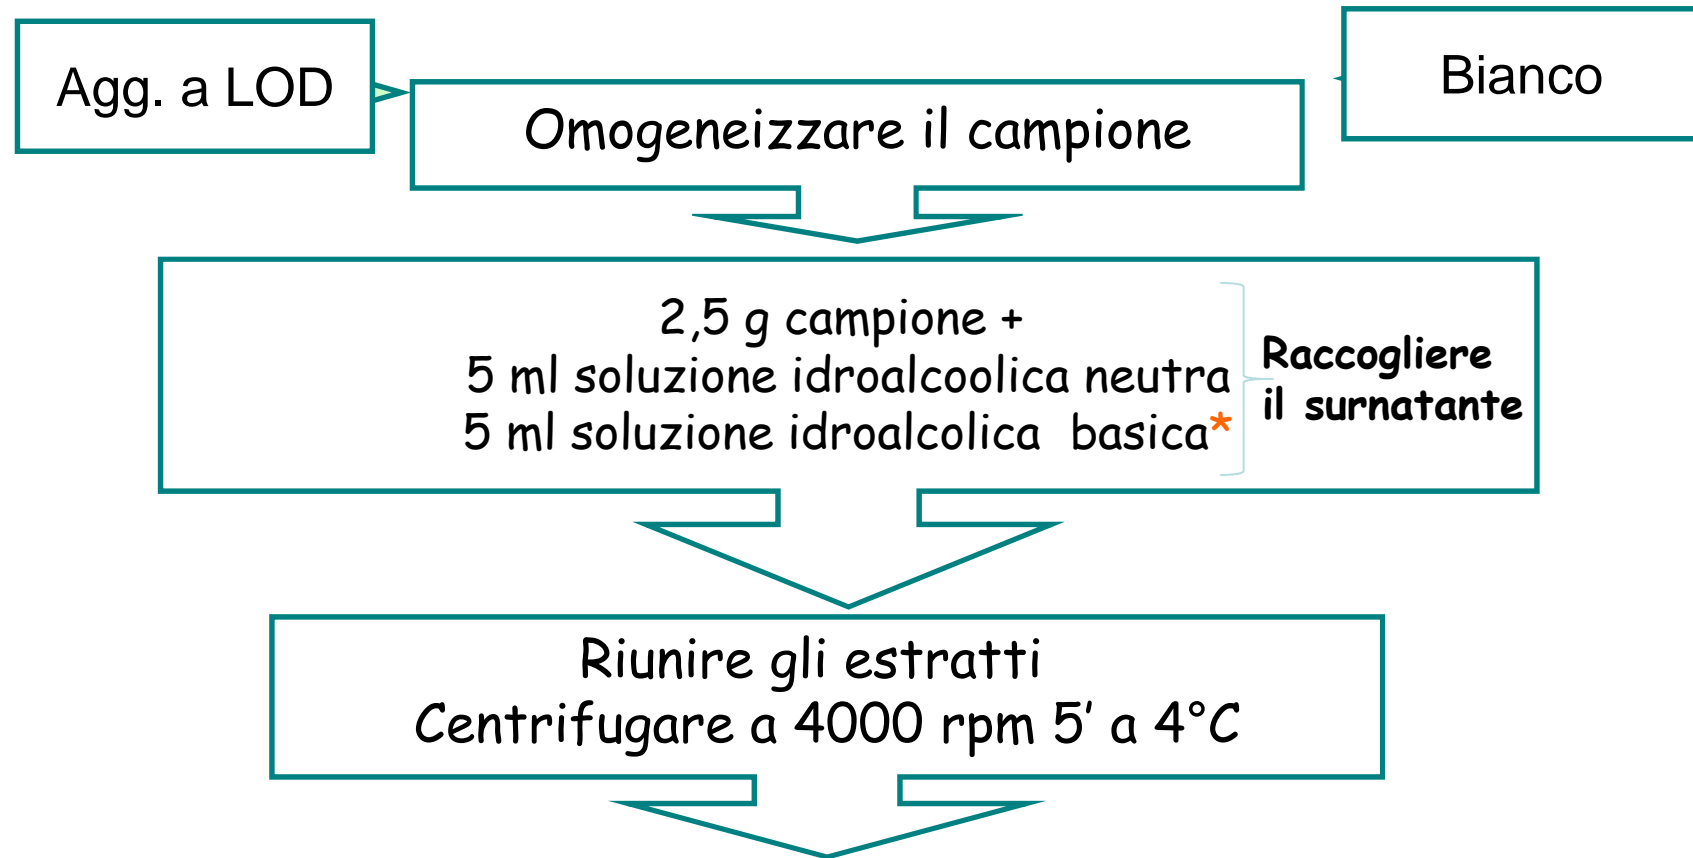 Agg. a LOD
Bianco
Omogeneizzare il campione
2,5 g campione +
5 ml soluzione idroalcoolica neutra
5 ml soluzione idroalcolica basica*
Raccogliere
il surnatante
Riunire gli estratti
Centrifugare a 4000 rpm 5’ a 4°C